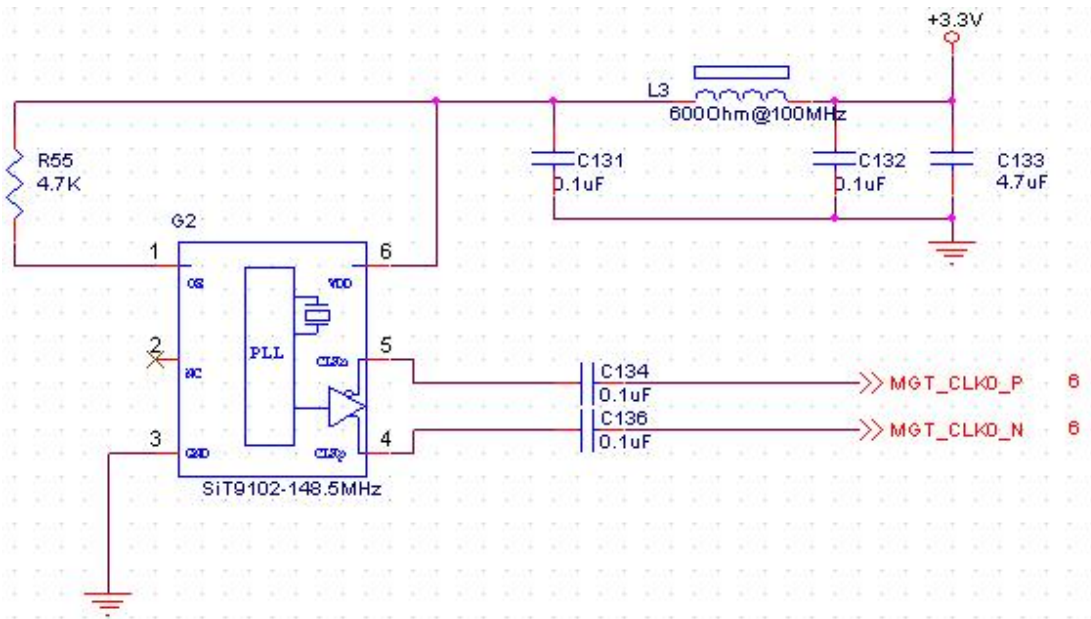 +3.3V
L3
600Ohm@100MHz
R55
4.7K
C131
0.1uF
C132
0.1uF
C133
4.7uF
G2
1
6
OE
VDD
2
5
PLL
NC
CLKn
C134
0.1uF
MGT_CLK0_P
6
C136
0.1uF
MGT_CLK0_N
6
3
4
GND
CLKp
SiT9102-148.5MHz